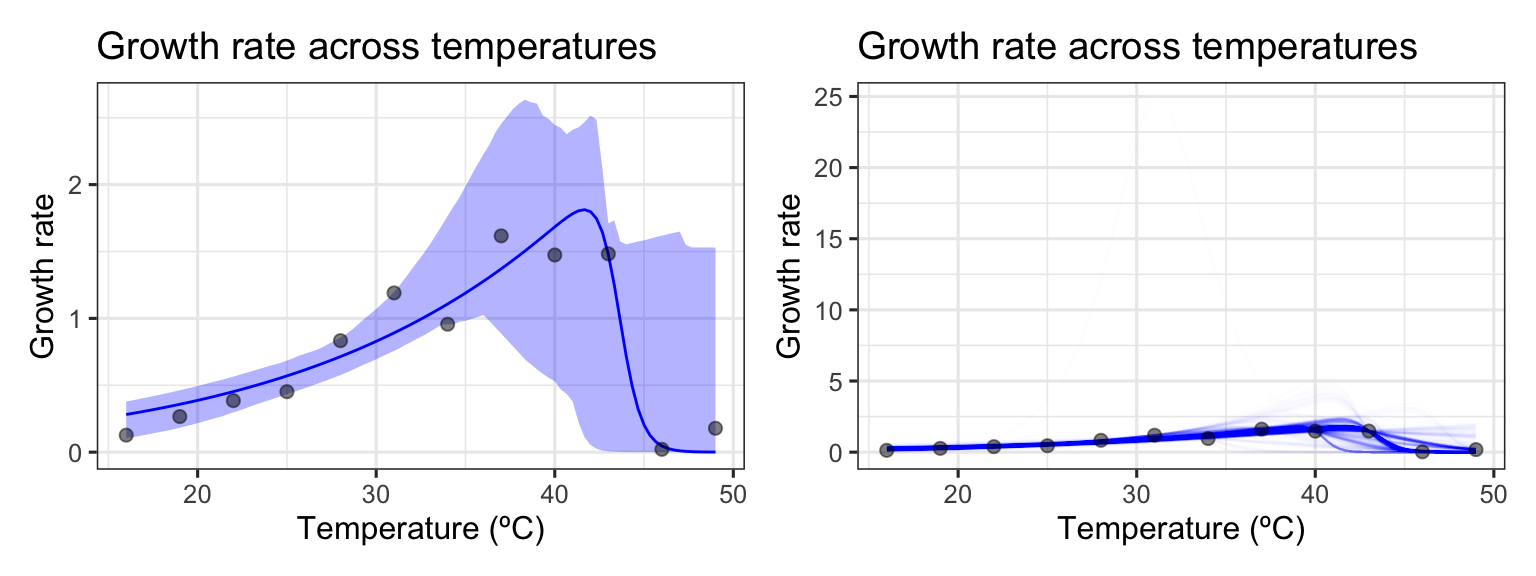 Growth rate across temperatures
Growth rate
2
1
0
20 30 40 50
Temperature (ºC)
Growth rate across temperatures
Growth rate
25
20
15
10
5
0
20 30 40 50
Temperature (ºC)